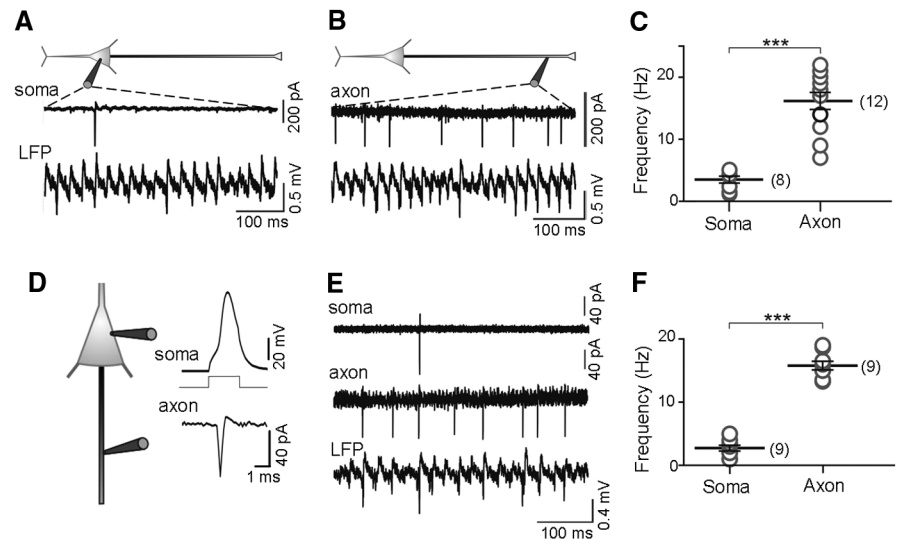 A
soma
200 pA
LFP
0.5 mV
100 ms
B
axon
200 pA
0.5 mV
100 ms
C
***
Frequency (Hz)
20
10
0
(8)
(12)
Soma
Axon
D
soma
20 mV
axon
40 pA
1 ms
E
soma
40 pA
40 pA
axon
LFP
0.4 mV
100 ms
F
***
Frequency (Hz)
20
10
0
(9)
(9)
Soma
Axon